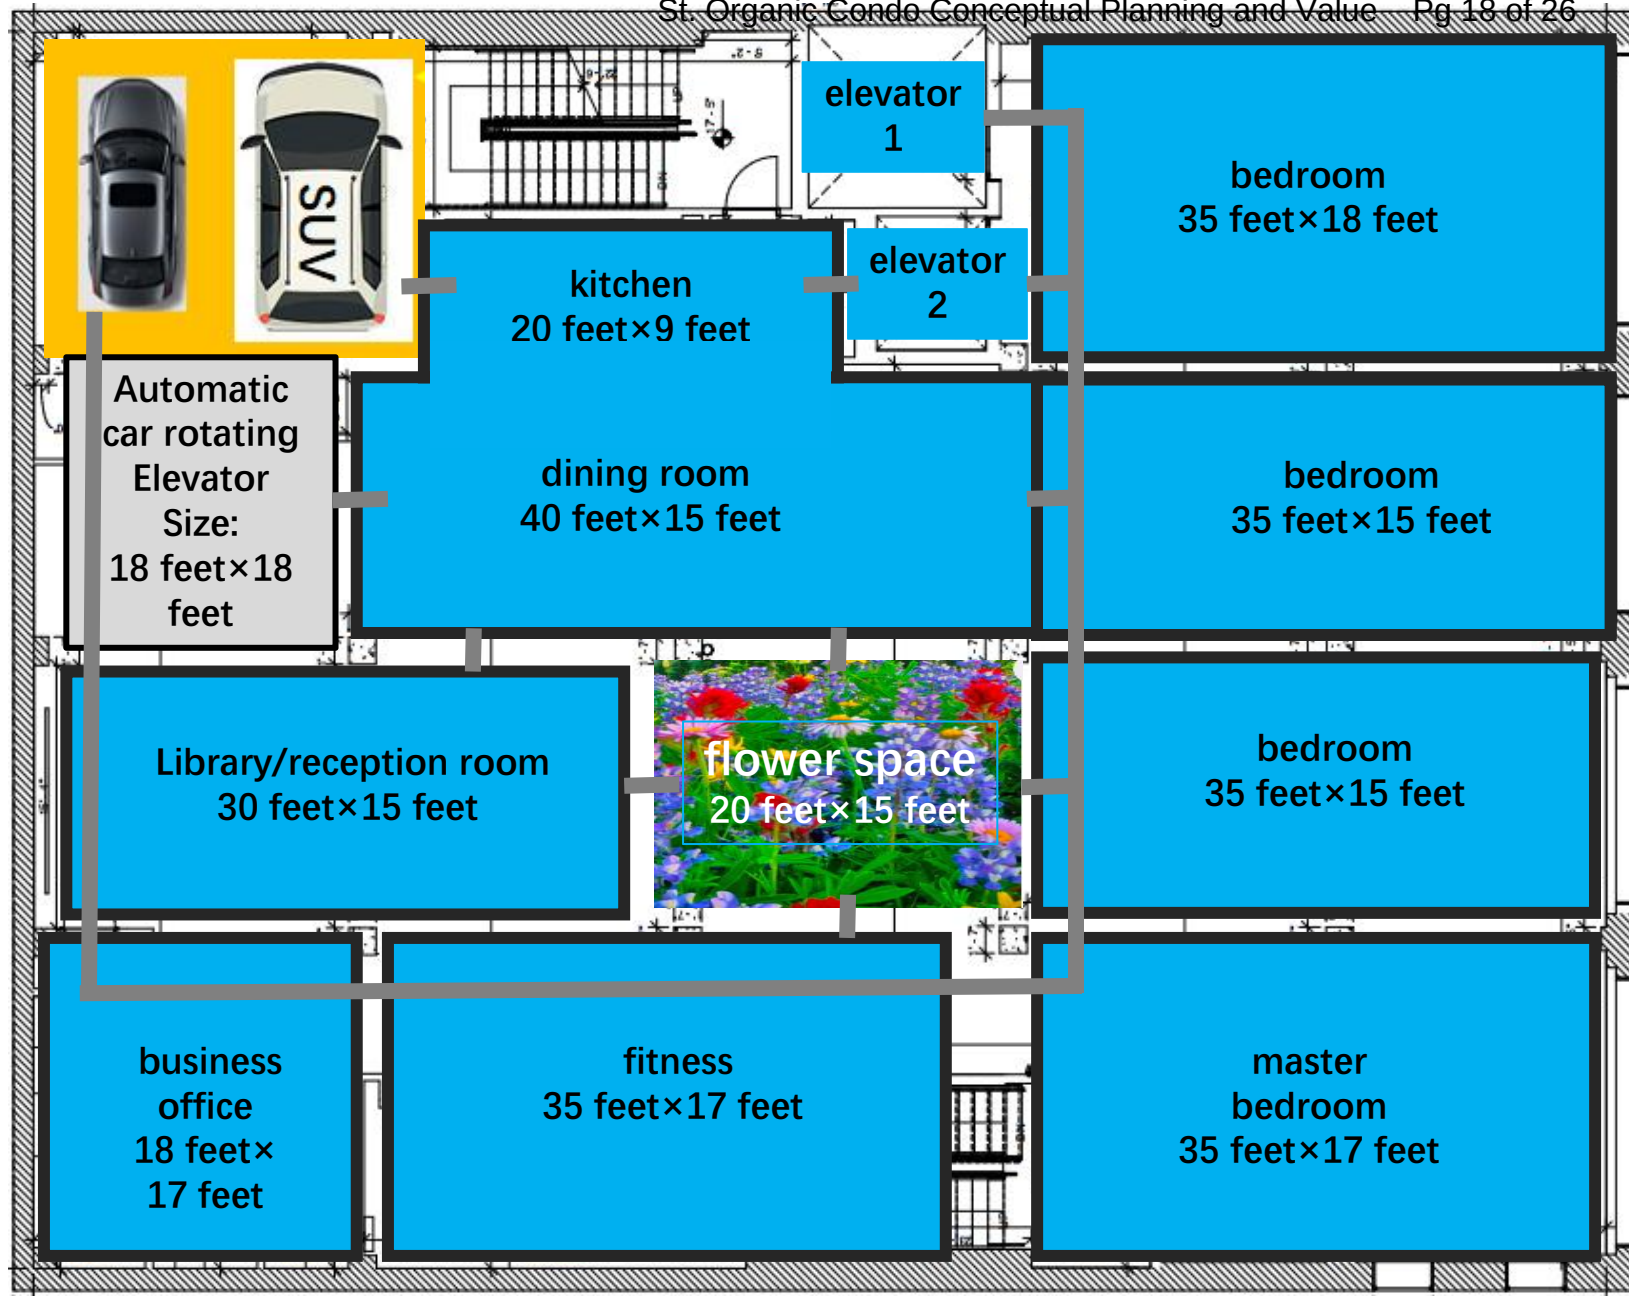 St. Organic Condo Conceptual Planning and Value Pg 18 of 26
elevator
1
SUV
bedroom
35 feet×18 feet
elevator
2
kitchen
20 feet×9 feet
Automatic
car rotating
Elevator
Size:
18 feet×18
feet
dining room
40 feet×15 feet
bedroom
35 feet×15 feet
Library/reception room
30 feet×15 feet
flower space
20 feet×15 feet
bedroom
35 feet×15 feet
business
office
18 feet×
17 feet
fitness
35 feet×17 feet
master
bedroom
35 feet×17 feet